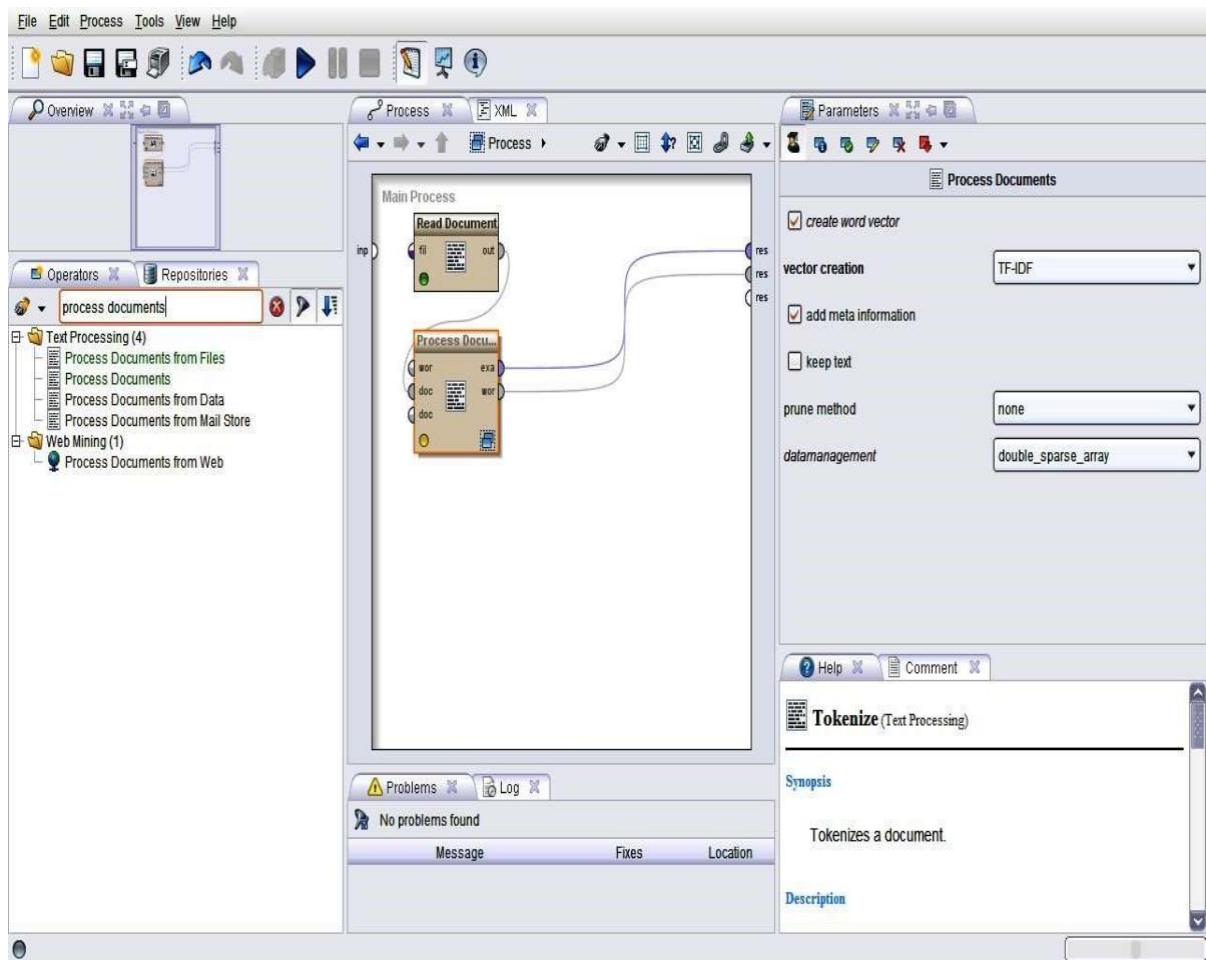 File Edit Process Tools View Help
Overview
Operators Repositories
process documents
Text Processing (4)
Process Documents from Files
Process Documents
Process Documents from Data
Process Documents from Mail Store
Web Mining (1)
Process Documents from Web
Process XML
Process
Main Process
Read Document
inp fil out res
res
res
Process Docu...
wor exa
doc wor
doc
Problems Log
No problems found
Message Fixes Location
Parameters
Process Documents
create word vector
vector creation TF-IDF
add meta information
keep text
prune method none
datamanagement double_sparse_array
Help Comment
Tokenize (Text Processing)
Synopsis
Tokenizes a document.
Description